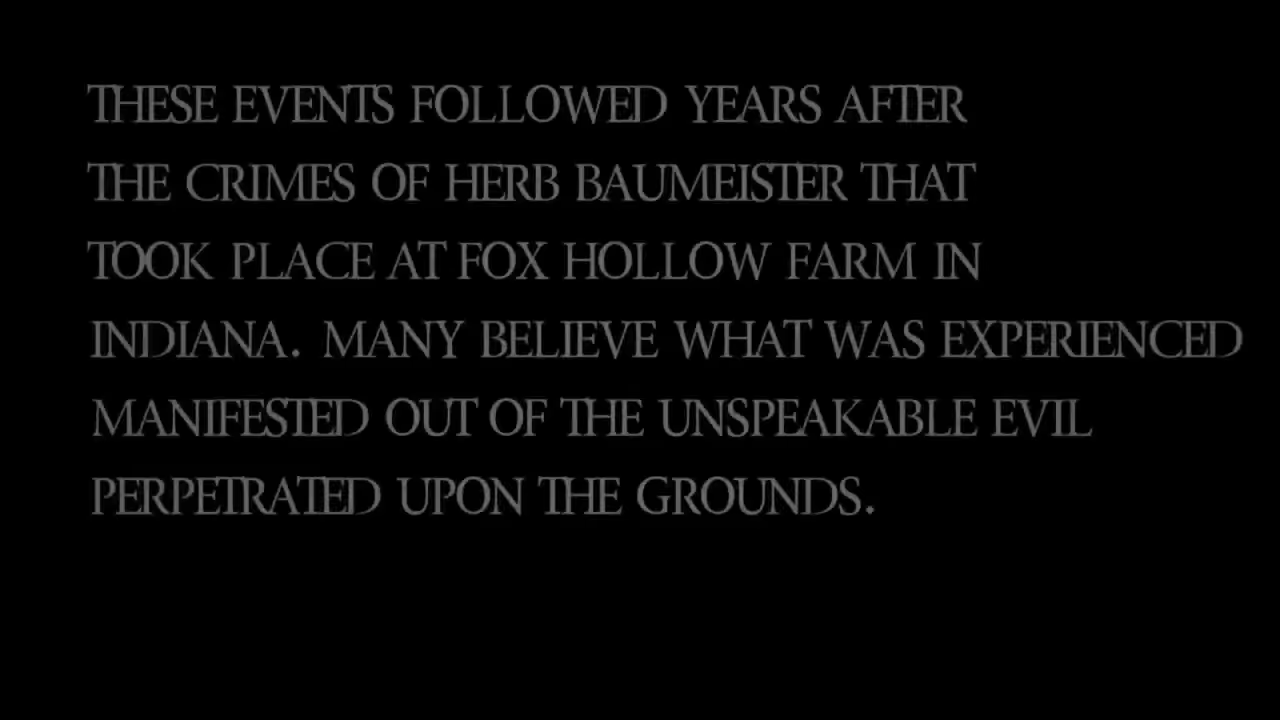 THESE EVENTS FOLLOWED YEARS AFTER
THE CRIMES OF HERB BAUMEISTER THAT
TOOK PLACE AT FOX HOLLOW FARM IN
INDIANA. MANY BELIEVE WHAT WAS EXPERIENCED
MANIFESTED OUT OF THE UNSPEAKABLE EVIL
PERPETRATED UPON THE GROUNDS.